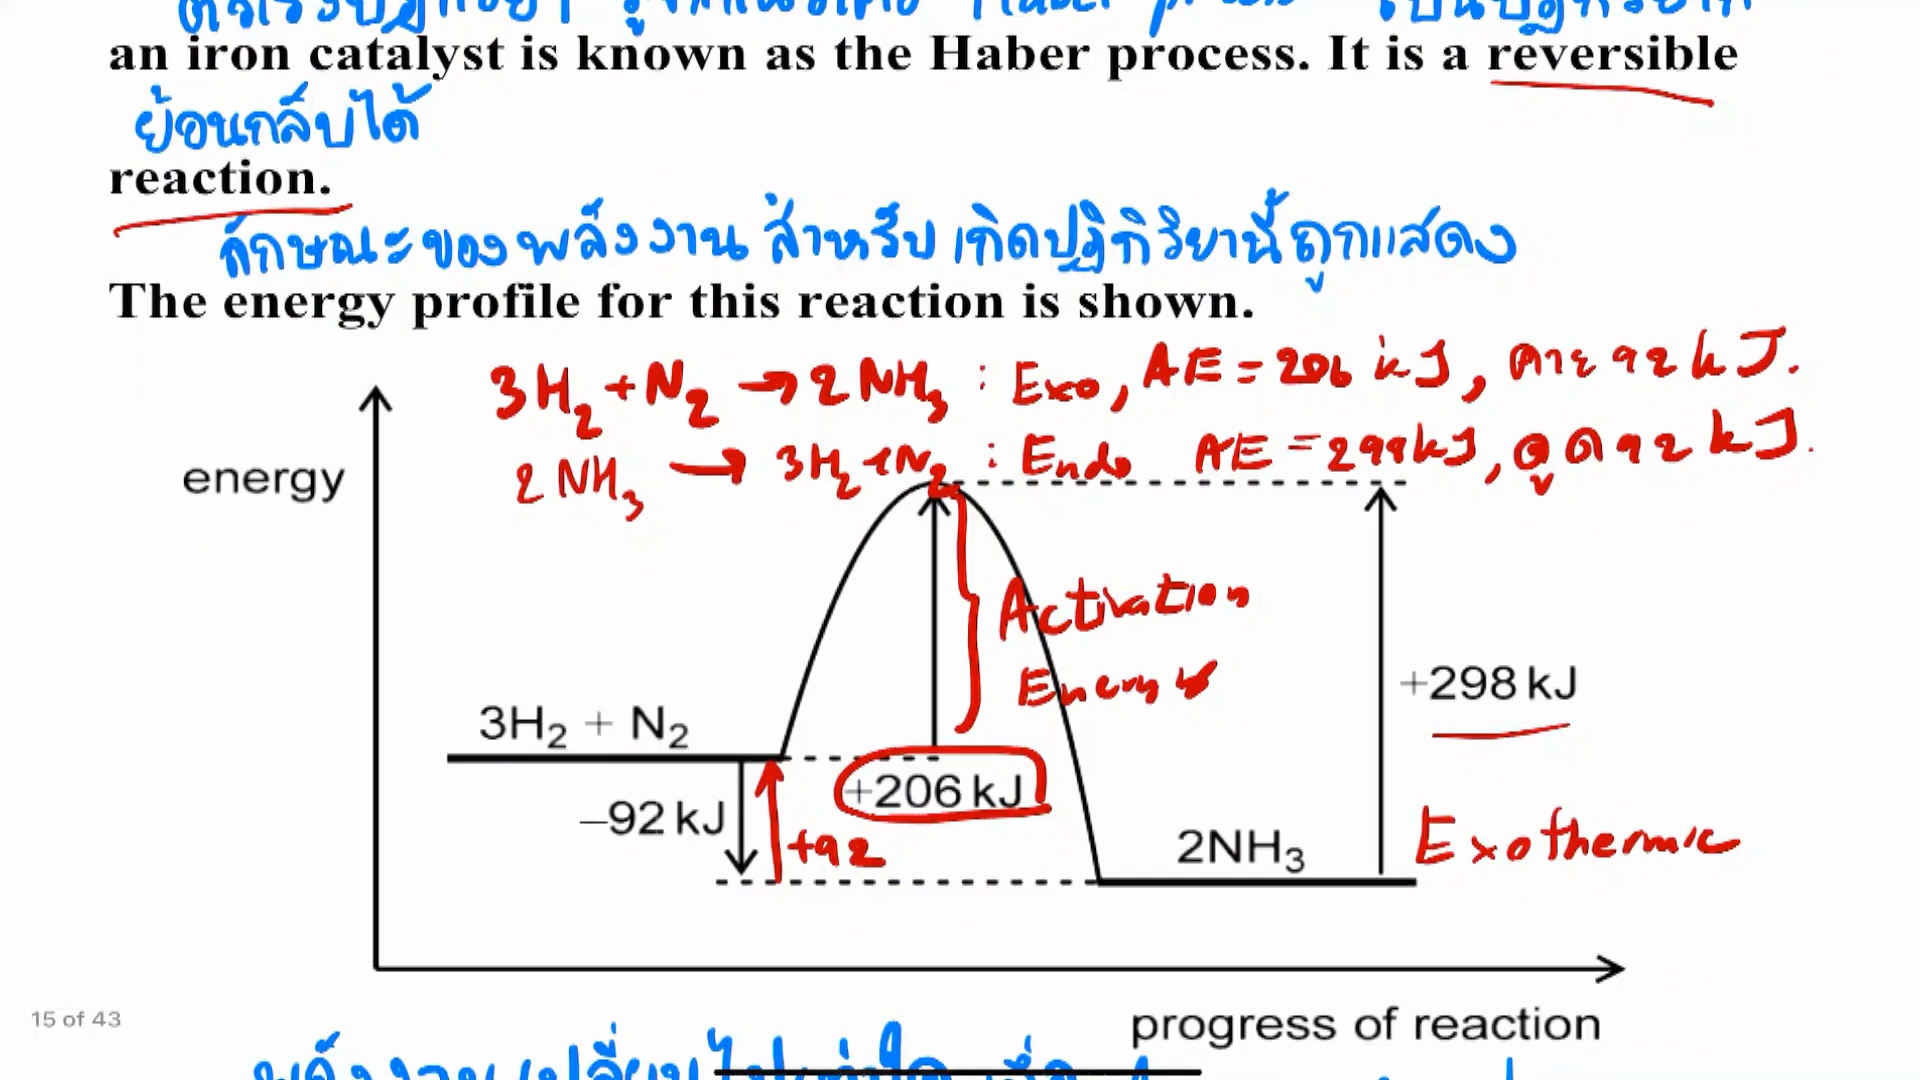 an iron catalyst is known as the Haber process. It is a reversible
ย้อนกลับได้
reaction.
ลักษณะของพลังงาน สำหรับ เกิดปฏิกิริยานี้ถูกแสดง
The energy profile for this reaction is shown.
3H₂ + N₂ → 2NH₃ : Exo, AE = 206 kJ, คาย 92 kJ.
2NH₃ → 3H₂ + N₂ : Endo AE = 298 kJ, ดูด 92 kJ.
energy
Activation
Energy
+298 kJ
3H₂ + N₂
+206 kJ
–92 kJ
+92
2NH₃
Exothermic
progress of reaction
15 of 43